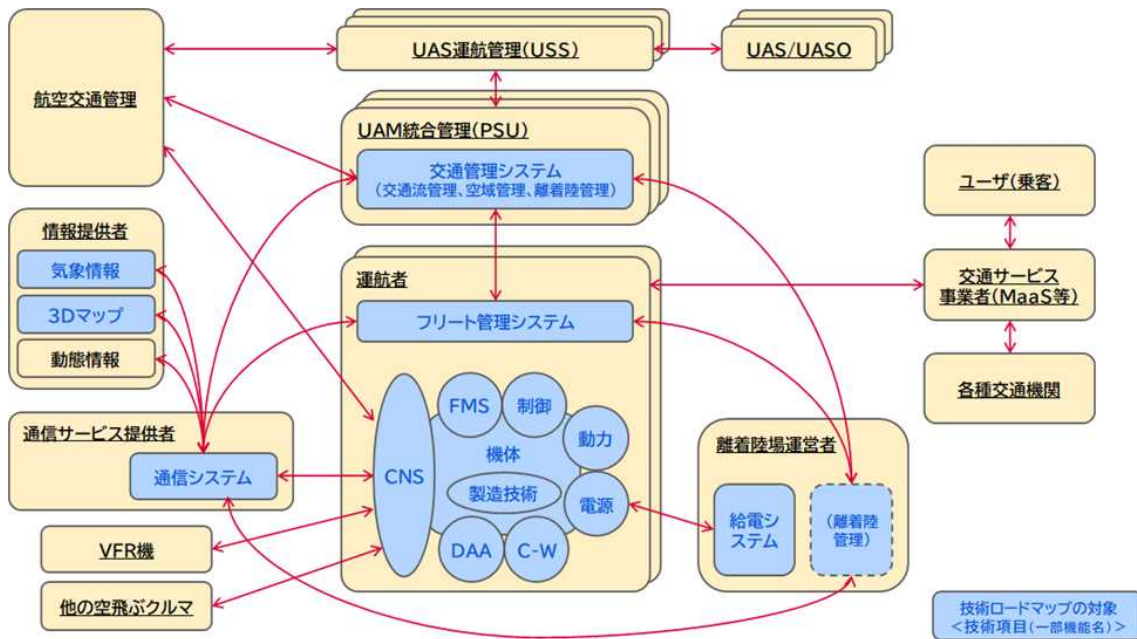 航空交通管理
UAS運航管理(USS)
UAS/UASO
UAM統合管理(PSU)
交通管理システム
(交通流管理、空域管理、離着陸管理)
ユーザ(乗客)
交通サービス
事業者(MaaS等)
各種交通機関
情報提供者
気象情報
3Dマップ
動態情報
運航者
フリート管理システム
FMS
制御
動力
機体
CNS
製造技術
電源
DAA
C-W
通信サービス提供者
通信システム
VFR機
他の空飛ぶクルマ
離着陸場運営者
給電シ
ステム
(離着陸
管理)
技術ロードマップの対象
<技術項目(一部機能名)>